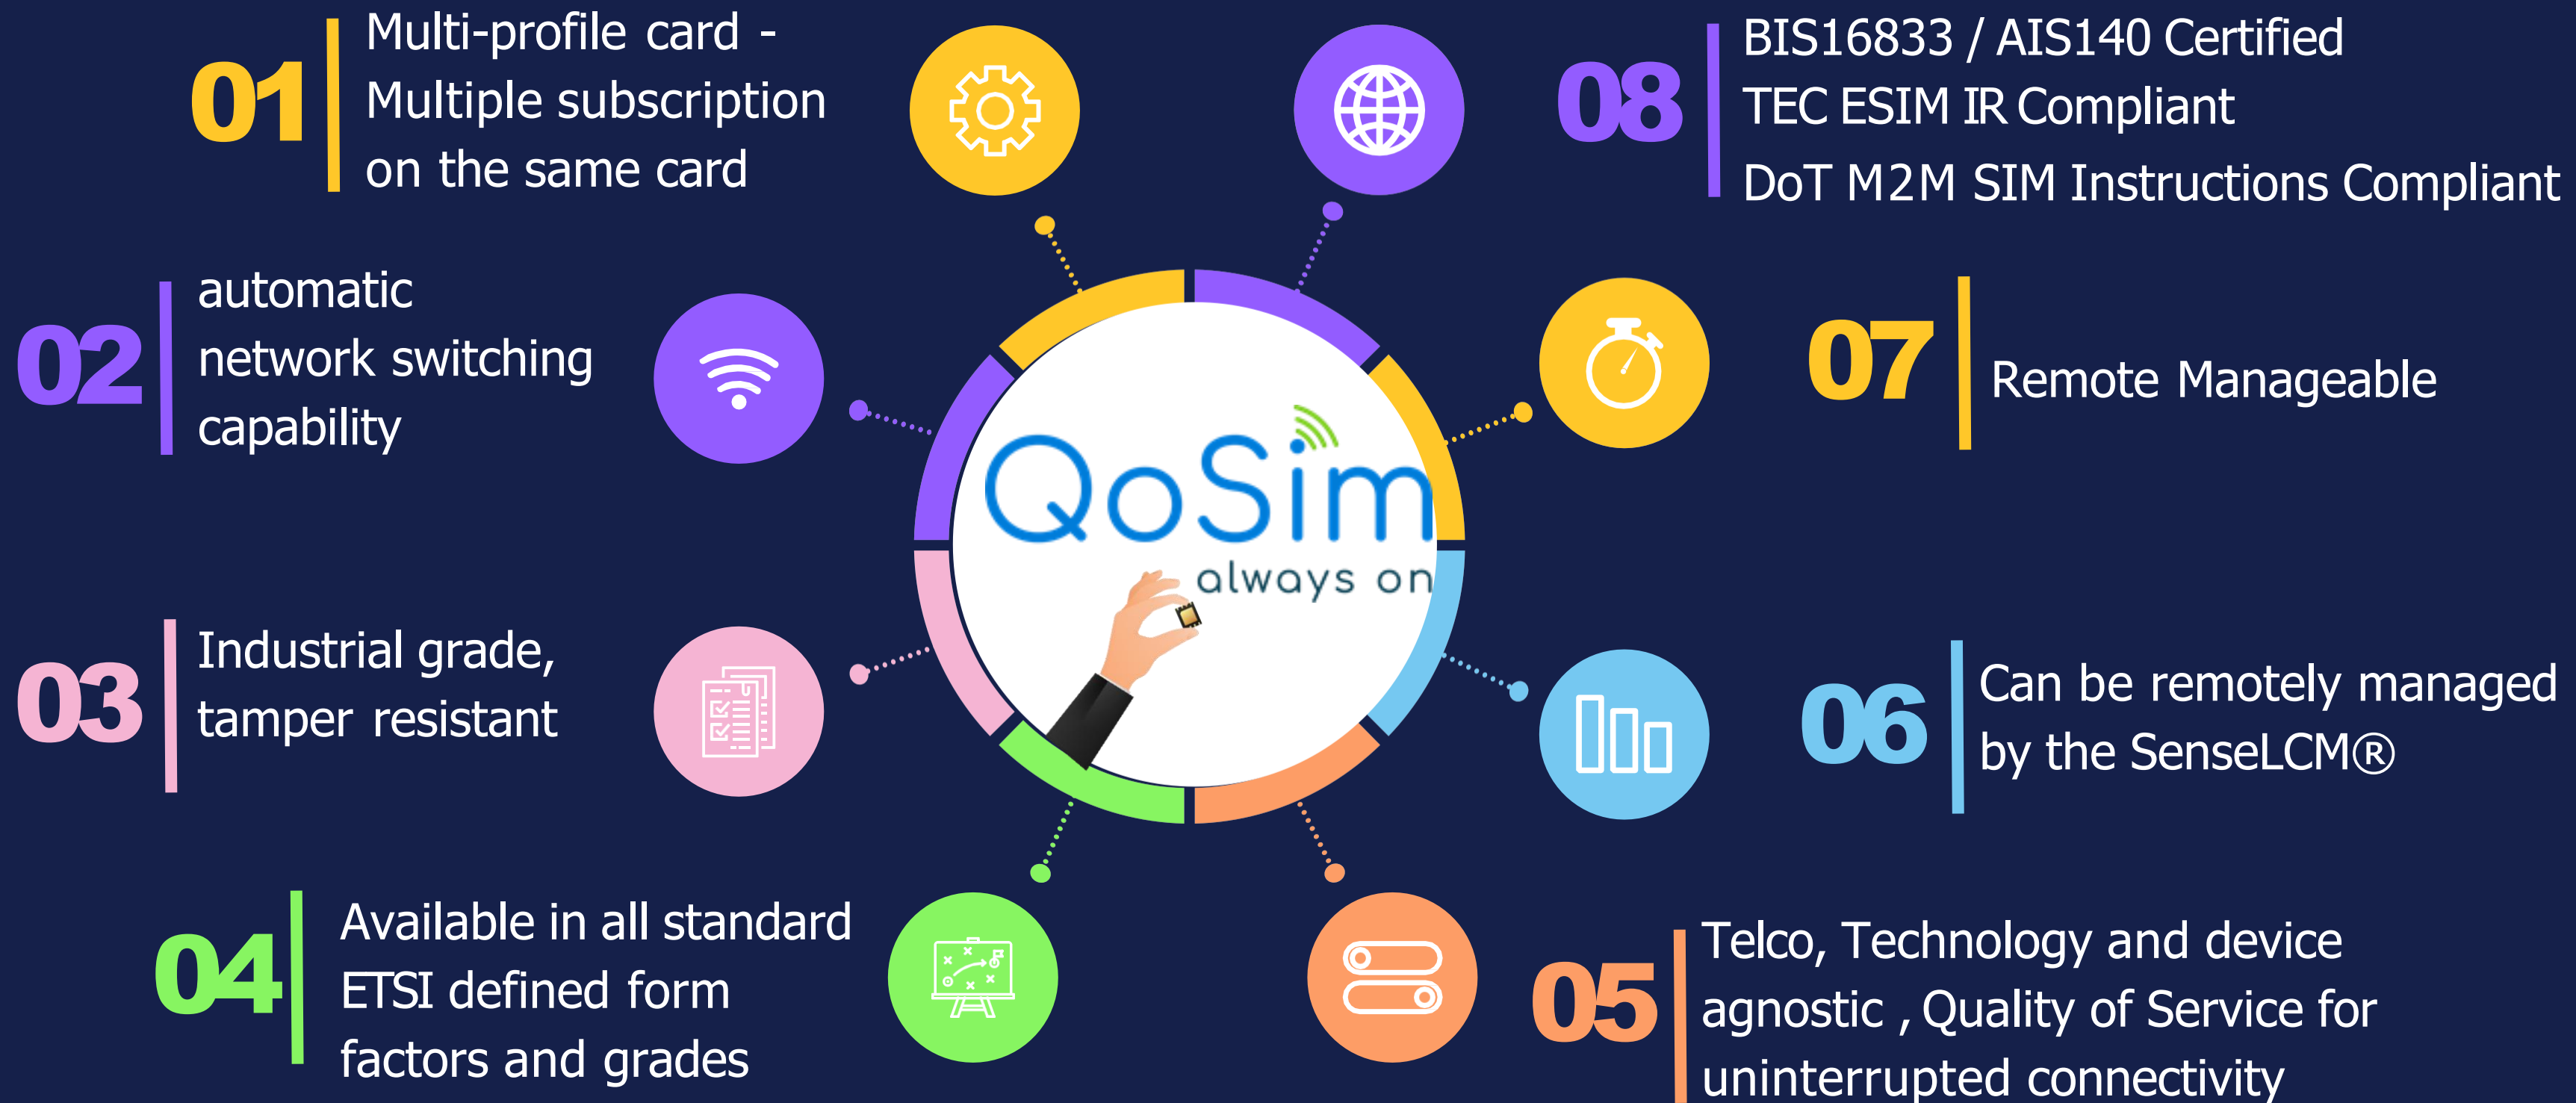 01
Multi-profile card -
Multiple subscription
on the same card
02
automatic
network switching
capability
03
Industrial grade,
tamper resistant
04
Available in all standard
ETSI defined form
factors and grades
QoSim
always on
08
BIS16833 / AIS140 Certified
TEC ESIM IR Compliant
DoT M2M SIM Instructions Compliant
07
Remote Manageable
06
Can be remotely managed
by the SenseLCM®
05
Telco, Technology and device
agnostic , Quality of Service for
uninterrupted connectivity